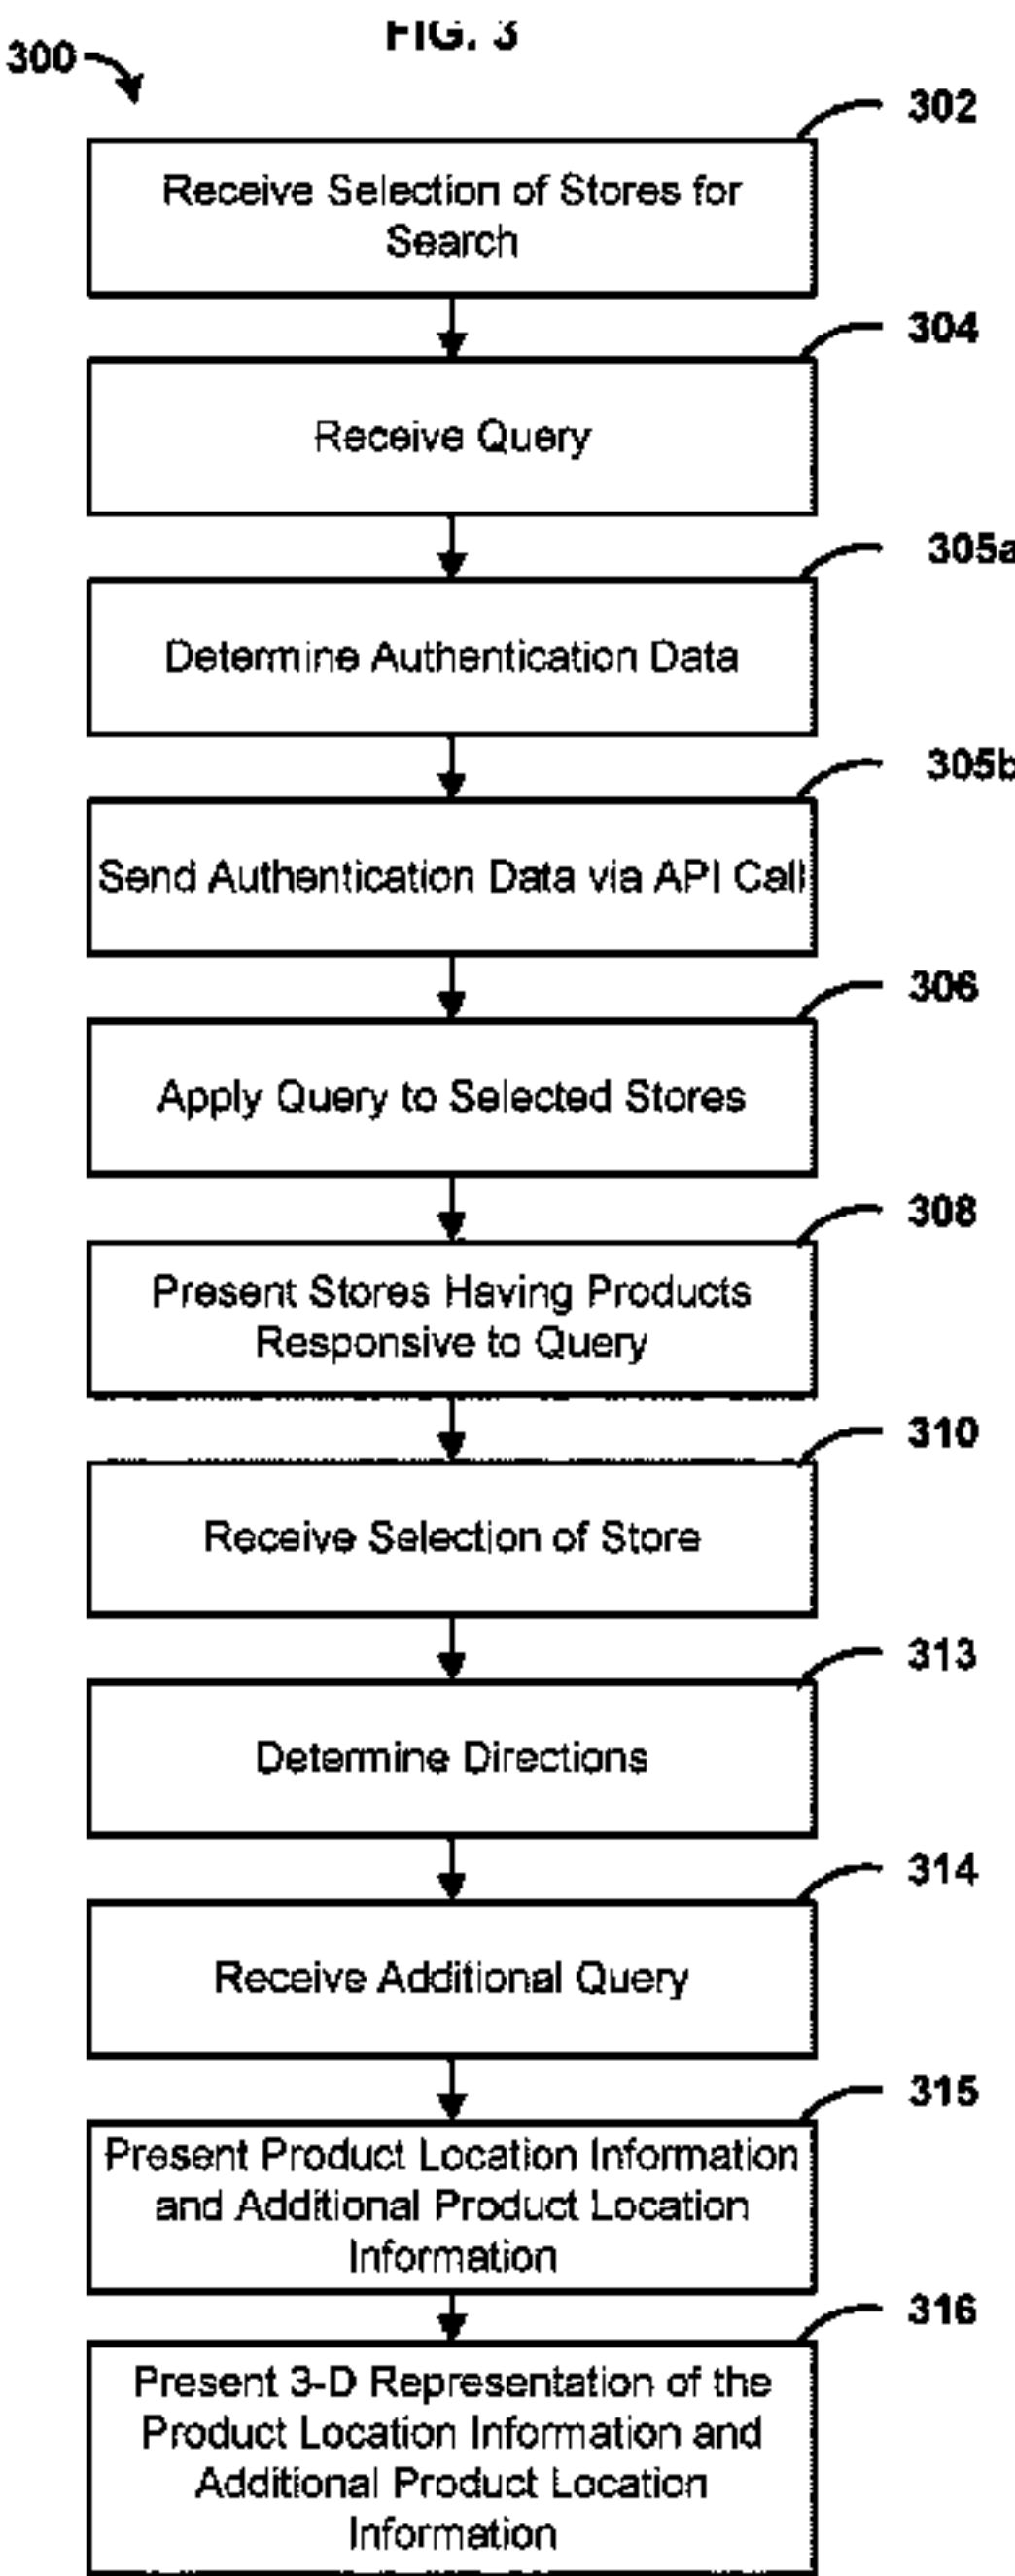 FIG. 3
300
302
Receive Selection of Stores for
Search
304
Receive Query
305a
Determine Authentication Data
305b
Send Authentication Data via API Call
306
Apply Query to Selected Stores
308
Present Stores Having Products
Responsive to Query
310
Receive Selection of Store
313
Determine Directions
314
Receive Additional Query
315
Present Product Location Information
and Additional Product Location
Information
316
Present 3-D Representation of the
Product Location Information and
Additional Product Location
Information